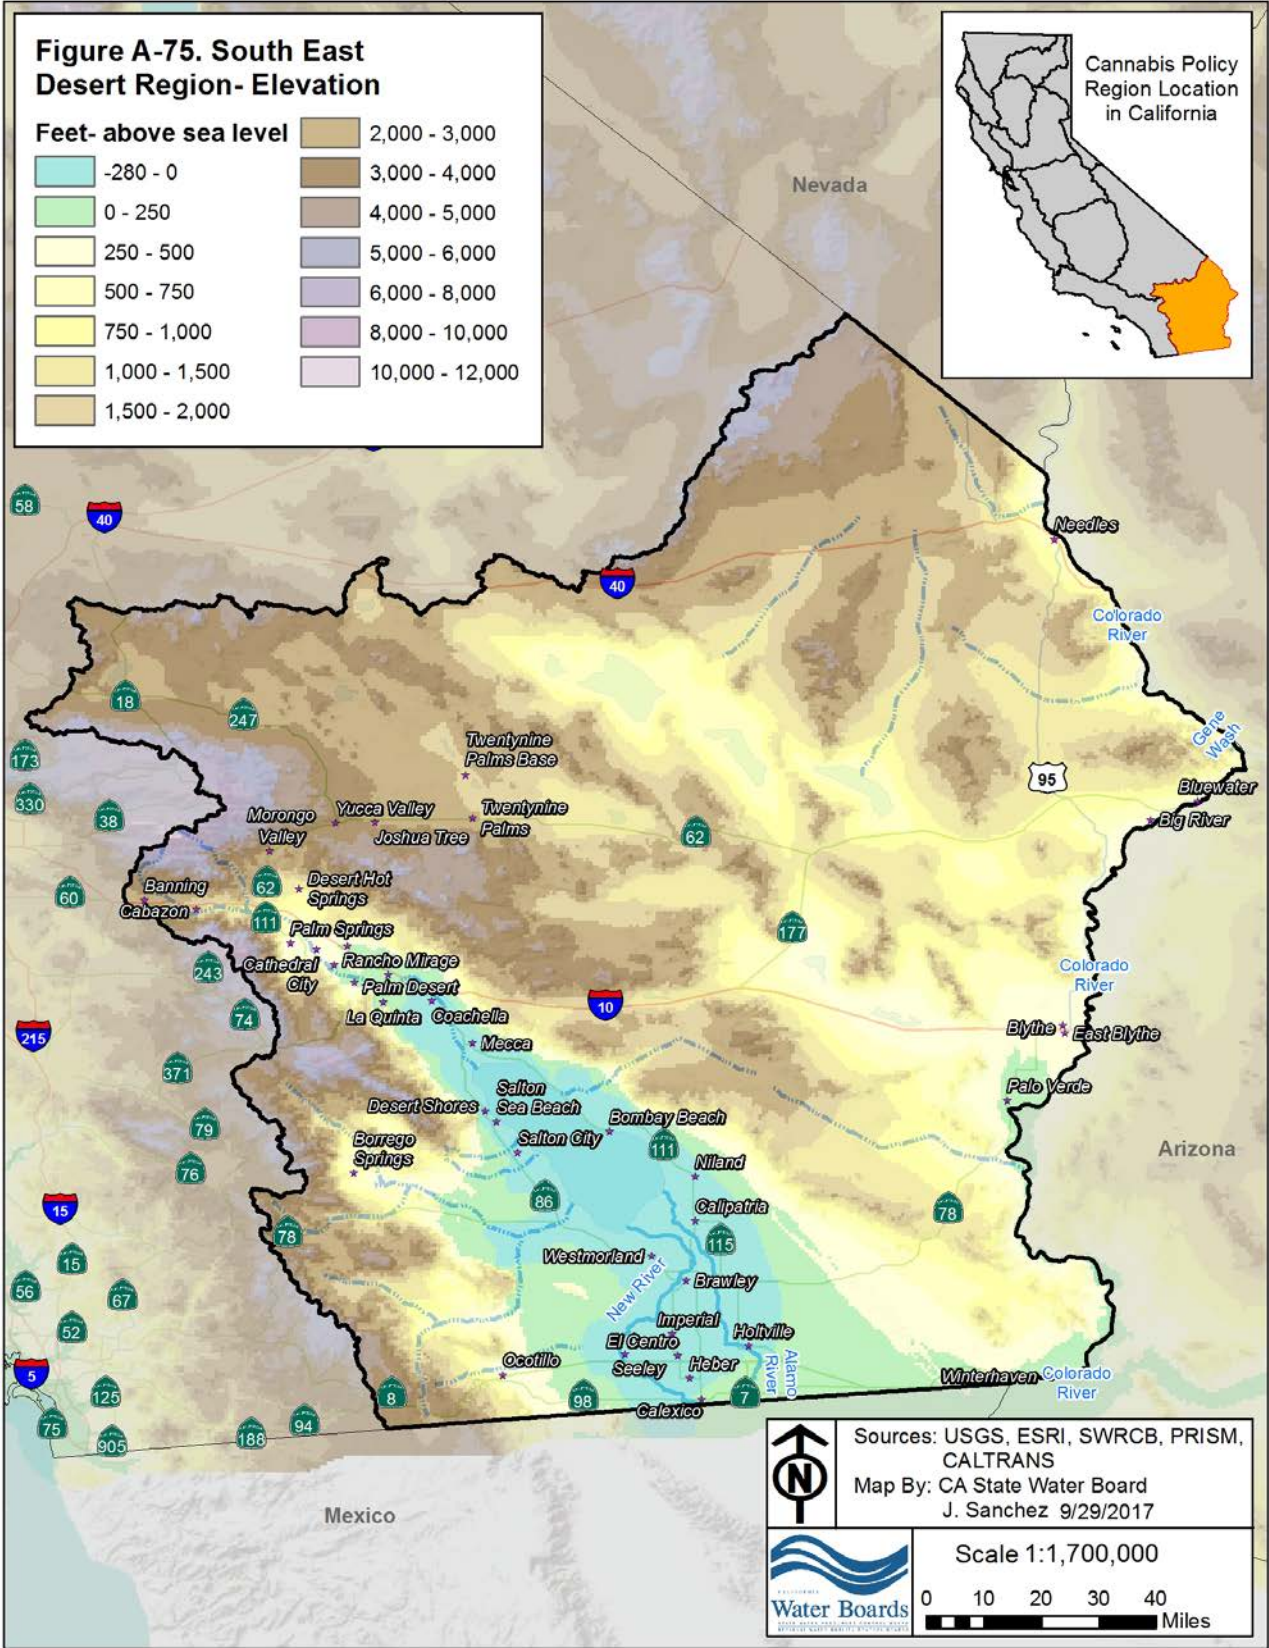 Figure A-75. South East
Desert Region- Elevation
Feet- above sea level
-280 - 0
0 - 250
250 - 500
500 - 750
750 - 1,000
1,000 - 1,500
1,500 - 2,000
2,000 - 3,000
3,000 - 4,000
4,000 - 5,000
5,000 - 6,000
6,000 - 8,000
8,000 - 10,000
10,000 - 12,000
Cannabis Policy
Region Location
in California
Nevada
58
40
40
Needles
Colorado
River
18
247
Gene
Wash
173
330
38
Twentynine
Palms Base
95
Bluewater
Big River
Morongo
Valley
Yucca Valley
Joshua Tree
Twentynine
Palms
62
60
Banning
Cabazon
62
Desert Hot
Springs
111
Palm Springs
177
243
Cathedral
City
Rancho Mirage
Palm Desert
Colorado
River
La Quinta
Coachella
10
74
215
Blythe
East Blythe
Mecca
371
Palo Verde
Desert Shores
Salton
Sea Beach
Bombay Beach
79
Salton City
111
Borrego
Springs
Arizona
76
Niland
86
15
Calipatria
78
78
115
Westmorland
15
New River
Brawley
56
67
52
Imperial
El Centro
Holtville
Seeley
Heber
Ocotillo
Alamo
River
5
Winterhaven
Colorado
River
125
8
98
7
Calexico
75
905
188
94
Mexico
N
Sources: USGS, ESRI, SWRCB, PRISM,
CALTRANS
Map By: CA State Water Board
J. Sanchez 9/29/2017
CALIFORNIA
Water Boards
Scale 1:1,700,000
0 10 20 30 40
Miles